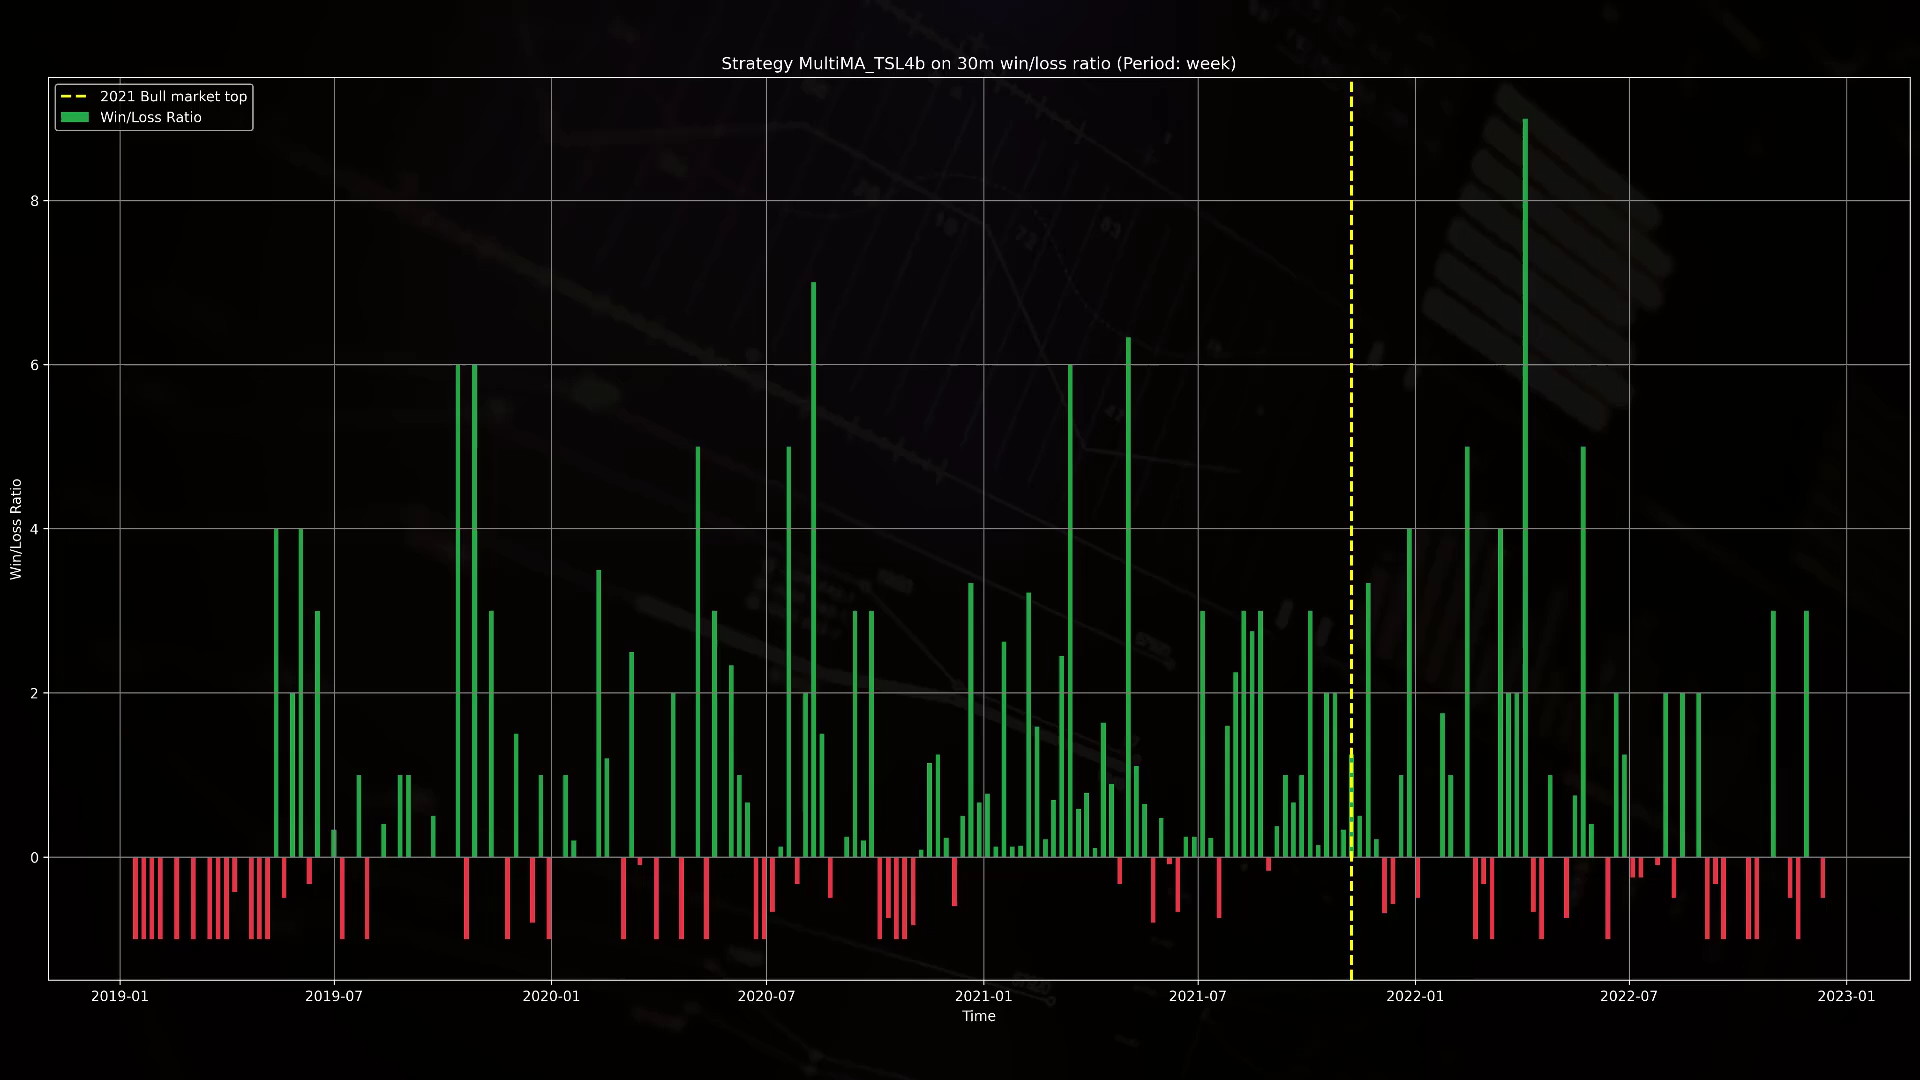 Strategy MultiMA_TSL4b on 30m win/loss ratio (Period: week)
2021 Bull market top
Win/Loss Ratio
8
6
4
2
0
Win/Loss Ratio
2019-01 2019-07 2020-01 2020-07 2021-01 2021-07 2022-01 2022-07 2023-01
Time